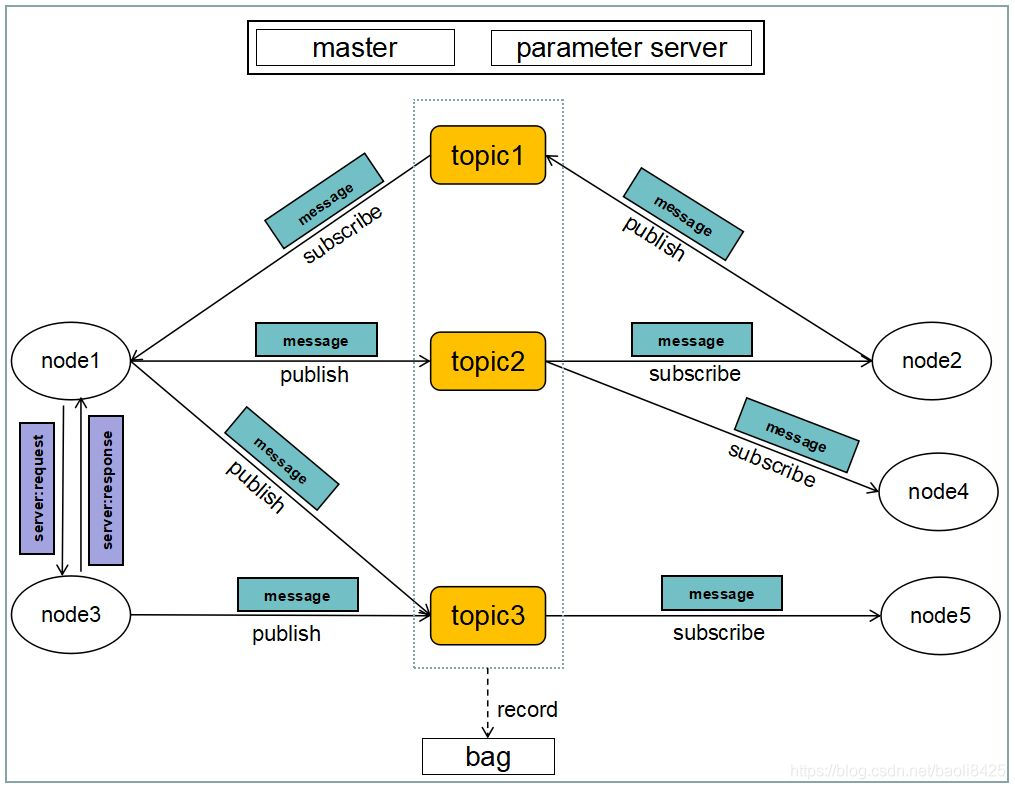 master
parameter server
topic1
message
subscribe
message
publish
node1
message
publish
topic2
message
subscribe
node2
message
publish
message
subscribe
node4
server:request
server:response
node3
message
publish
topic3
message
subscribe
node5
record
bag
https://blog.csdn.net/baoli8425